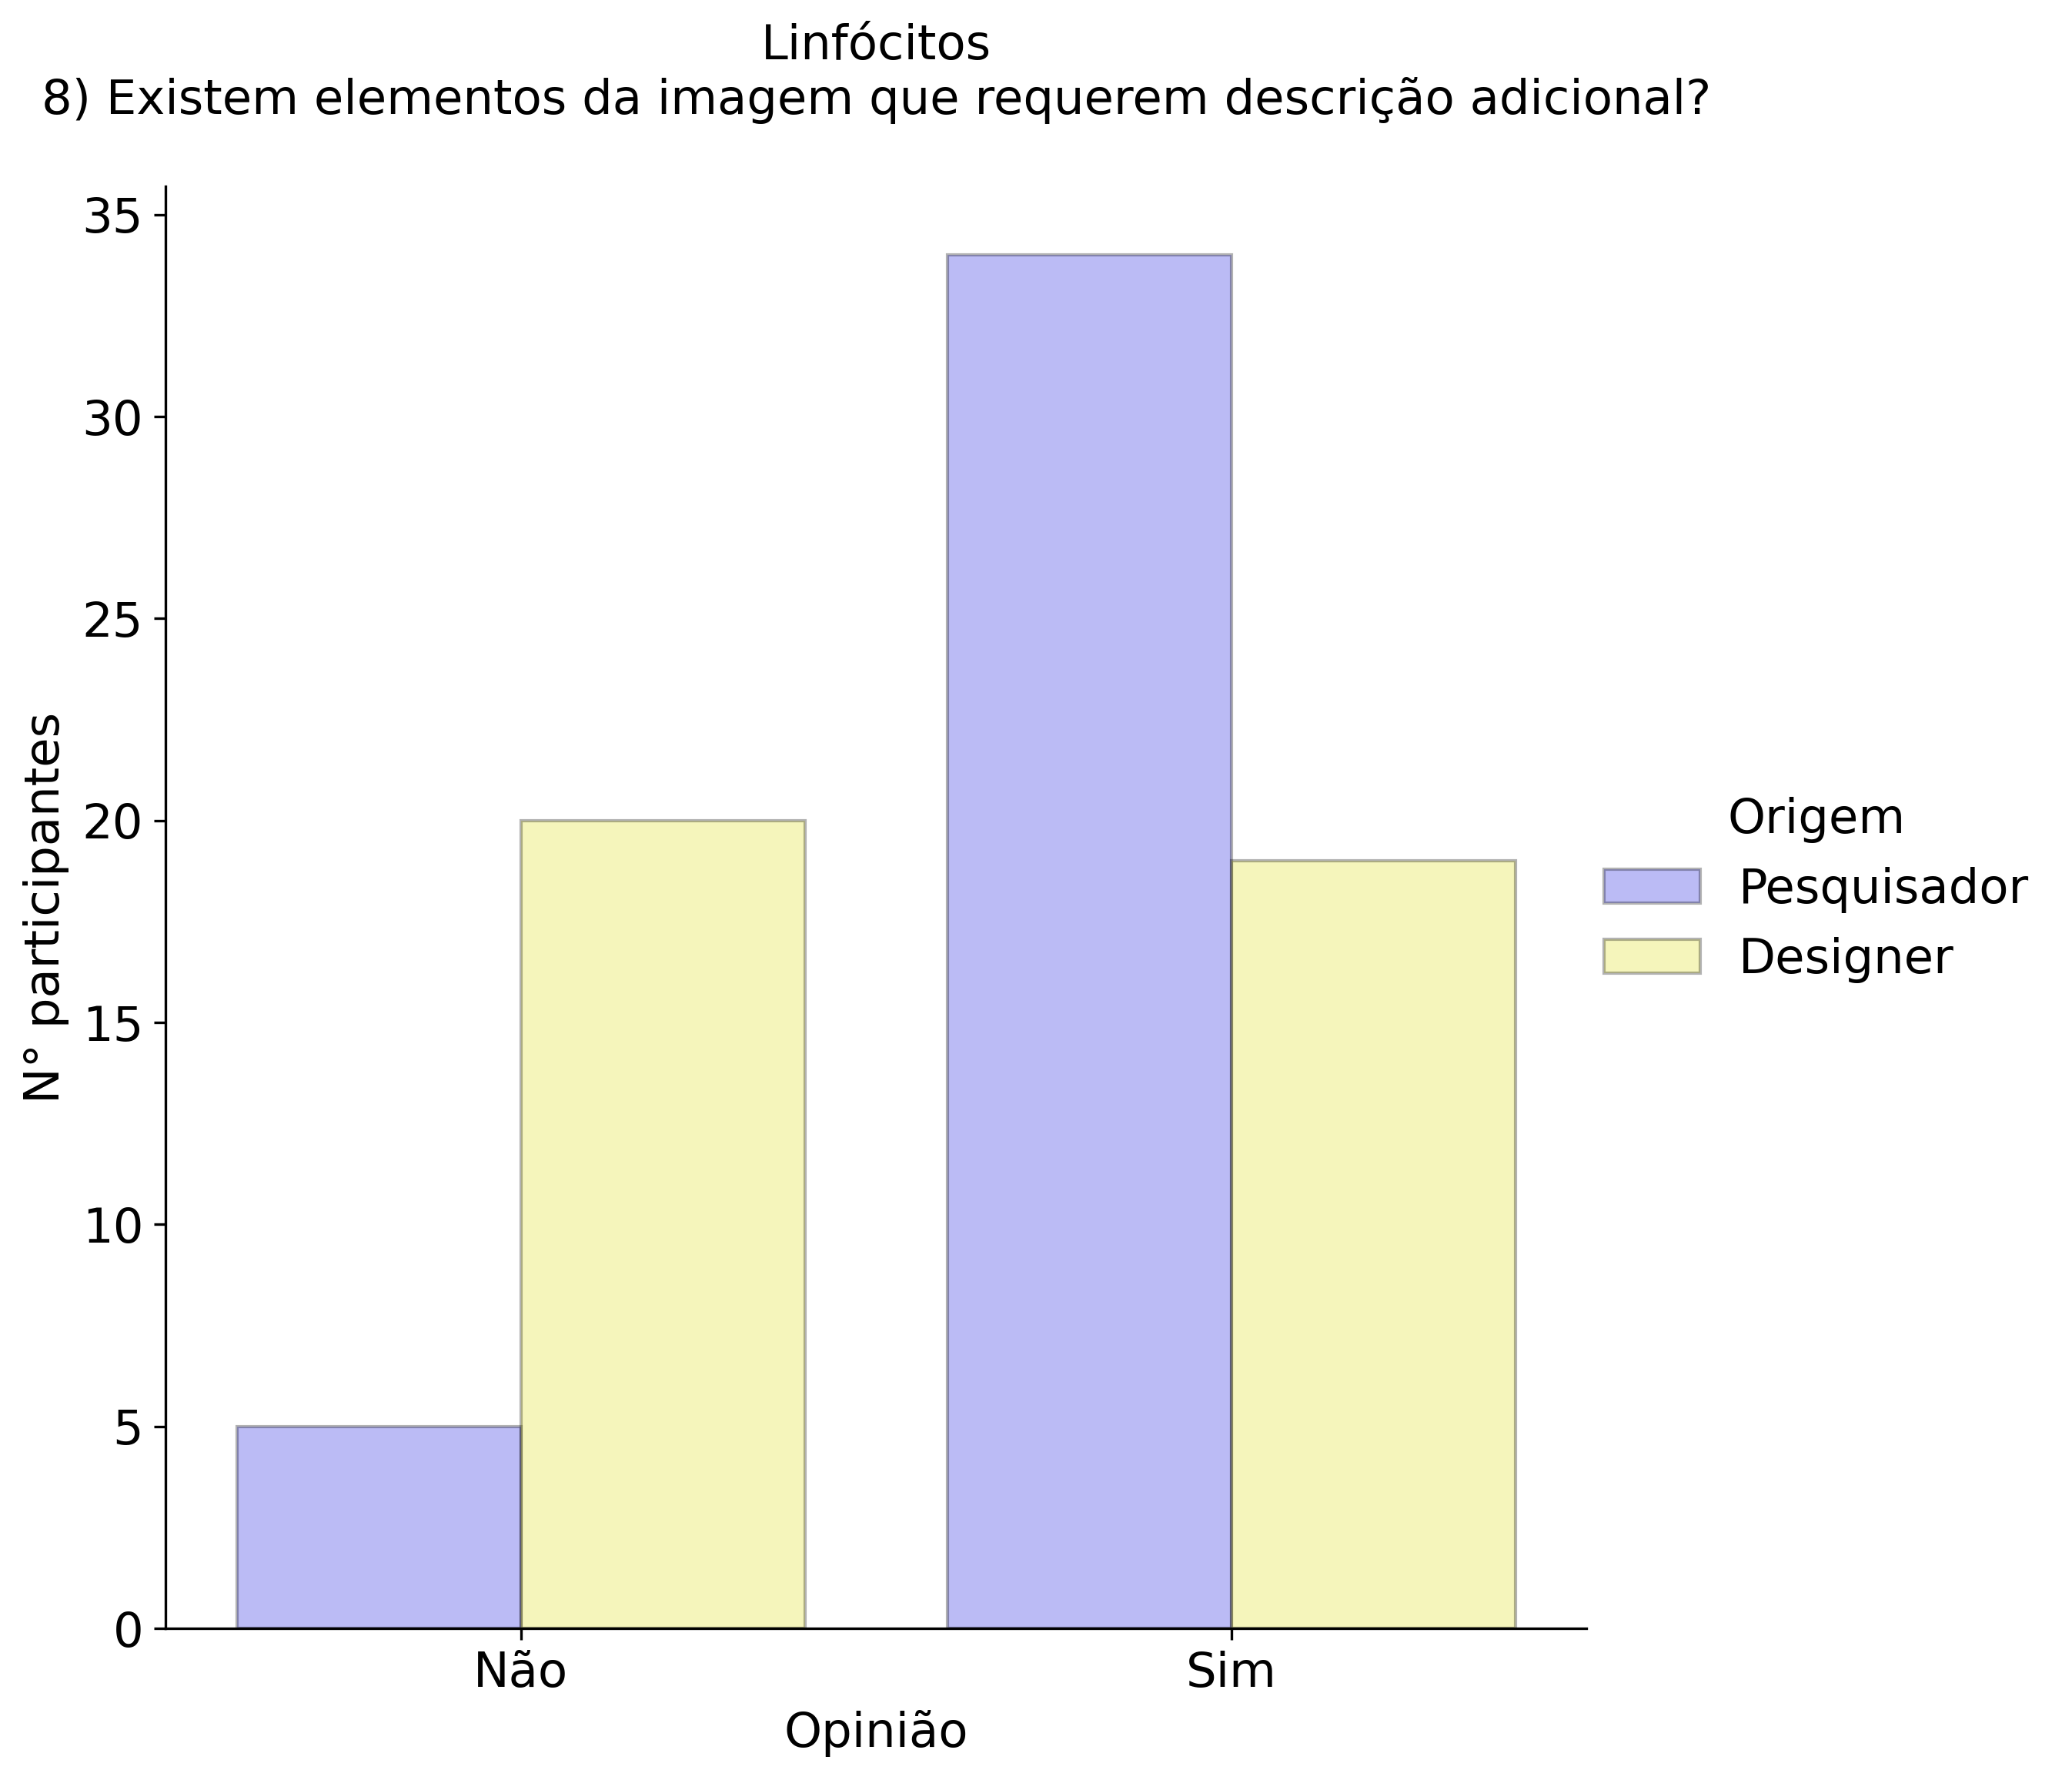 Linfócitos
8) Existem elementos da imagem que requerem descrição adicional?
35
30
25
20
15
10
5
0
N° participantes
Não
Sim
Opinião
Origem
Pesquisador
Designer